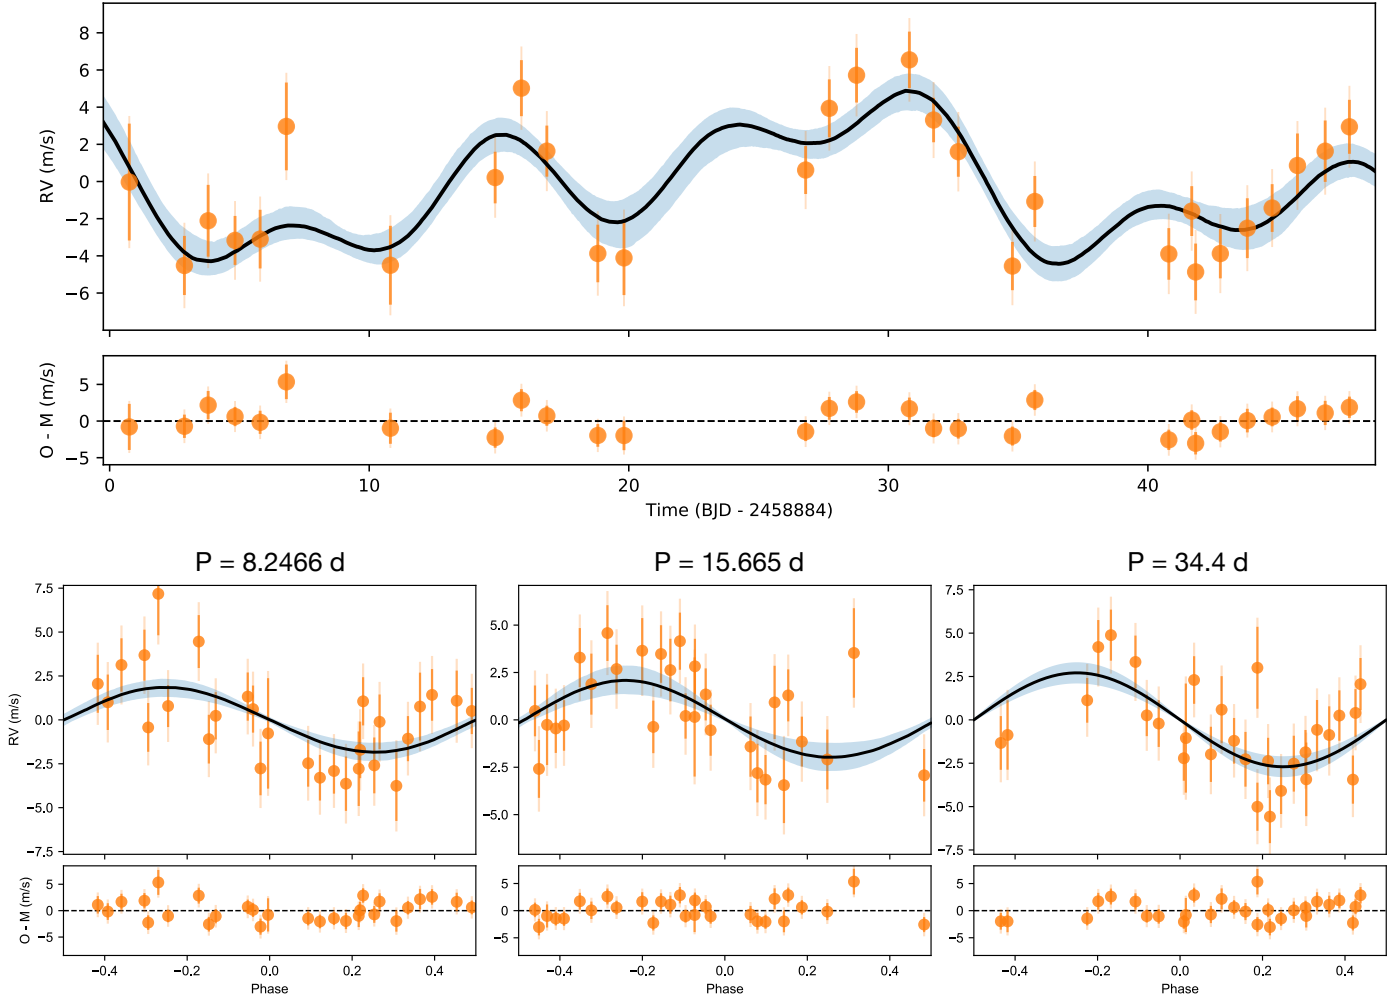 8
6
4
2
0
−2
−4
−6
RV (m/s)
5
0
−5
O - M (m/s)
0 10 20 30 40
Time (BJD - 2458884)
P = 8.2466 d P = 15.665 d P = 34.4 d
7.5 7.5
5.0 5.0 5.0
2.5 2.5 2.5
0.0 0.0 0.0
−2.5 −2.5 −2.5
−5.0 −5.0 −5.0
−7.5 −7.5
RV (m/s)
5 5 5
0 0 0
−5 −5 −5
O - M (m/s)
−0.4 −0.2 0.0 0.2 0.4 −0.4 −0.2 0.0 0.2 0.4 −0.4 −0.2 0.0 0.2 0.4
Phase Phase Phase